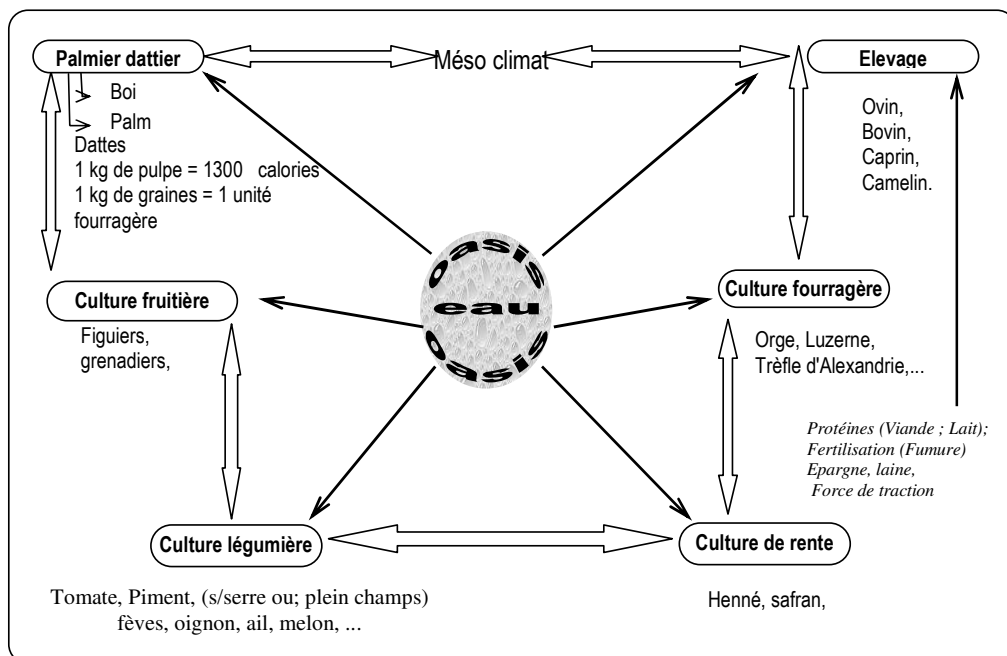 Palmier dattier
Méso climat
Elevage
Boi
Palm
Dattes
1 kg de pulpe = 1300 calories
1 kg de graines = 1 unité
fourragère
Ovin,
Bovin,
Caprin,
Camelin.
oasis
eau
oasis
Culture fruitière
Figuiers,
grenadiers,
Culture fourragère
Orge, Luzerne,
Trèfle d'Alexandrie,...
Protéines (Viande ; Lait);
Fertilisation (Fumure)
Epargne, laine,
Force de traction
Culture légumière
Culture de rente
Tomate, Piment, (s/serre ou; plein champs)
fèves, oignon, ail, melon, ...
Henné, safran,